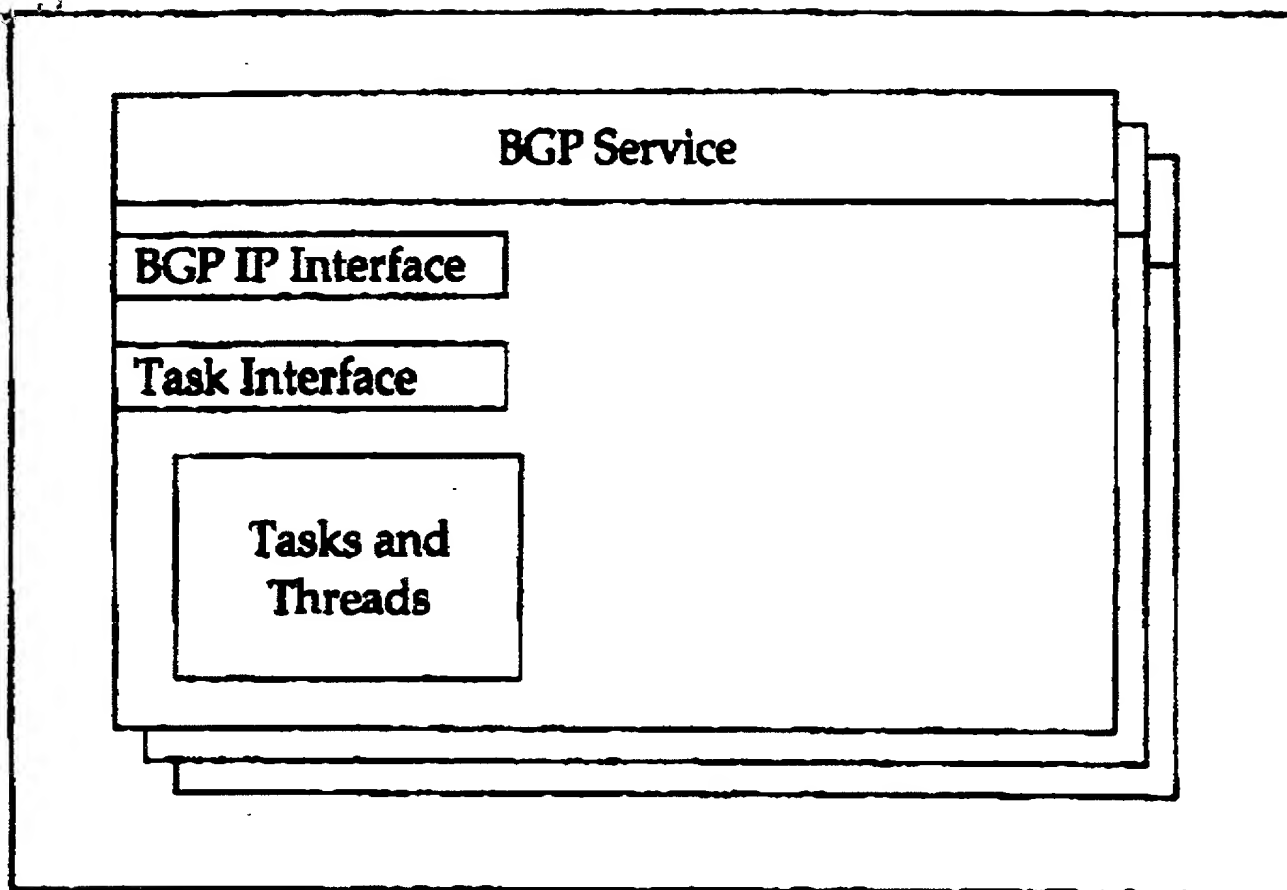 BGP Service
BGP IP Interface
Task Interface
Tasks and
Threads